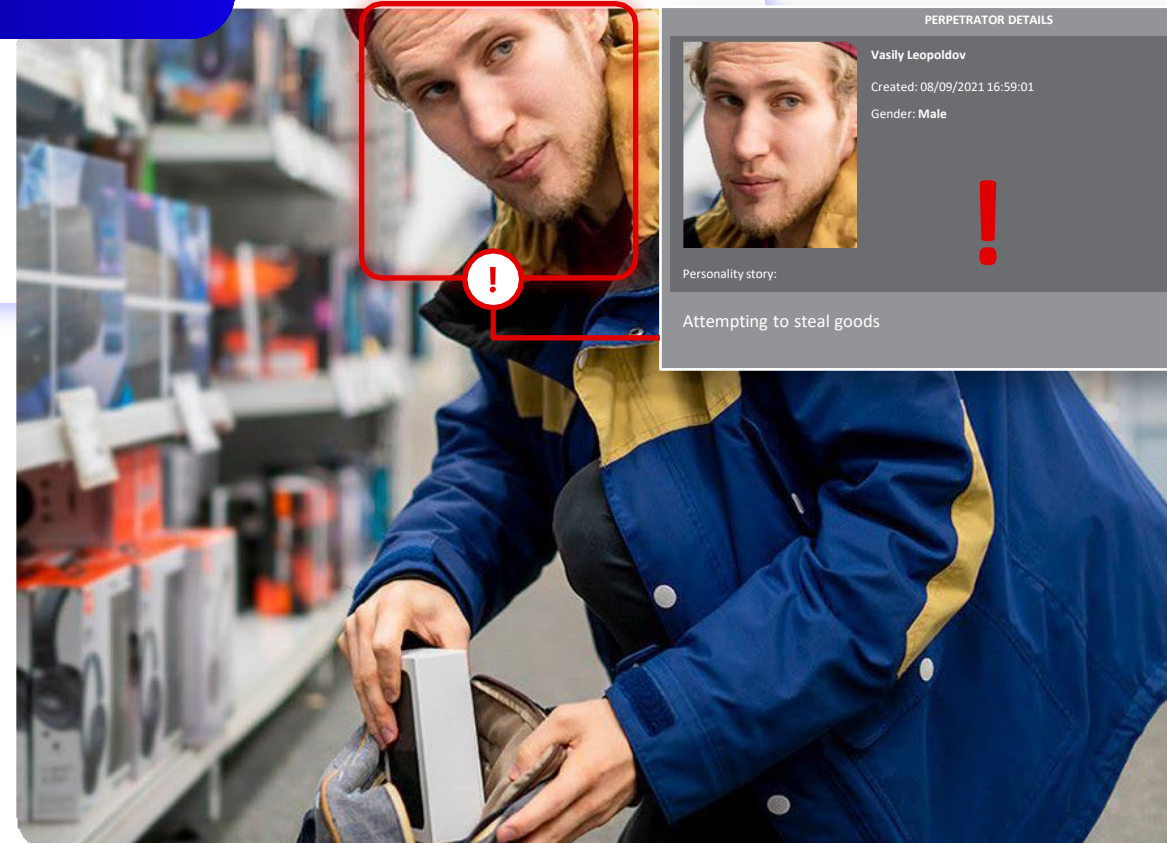 PERPETRATOR DETAILS
Vasily Leopoldov
Created: 08/09/2021 16:59:01
Gender: Male
!
Personality story:
!
Attempting to steal goods